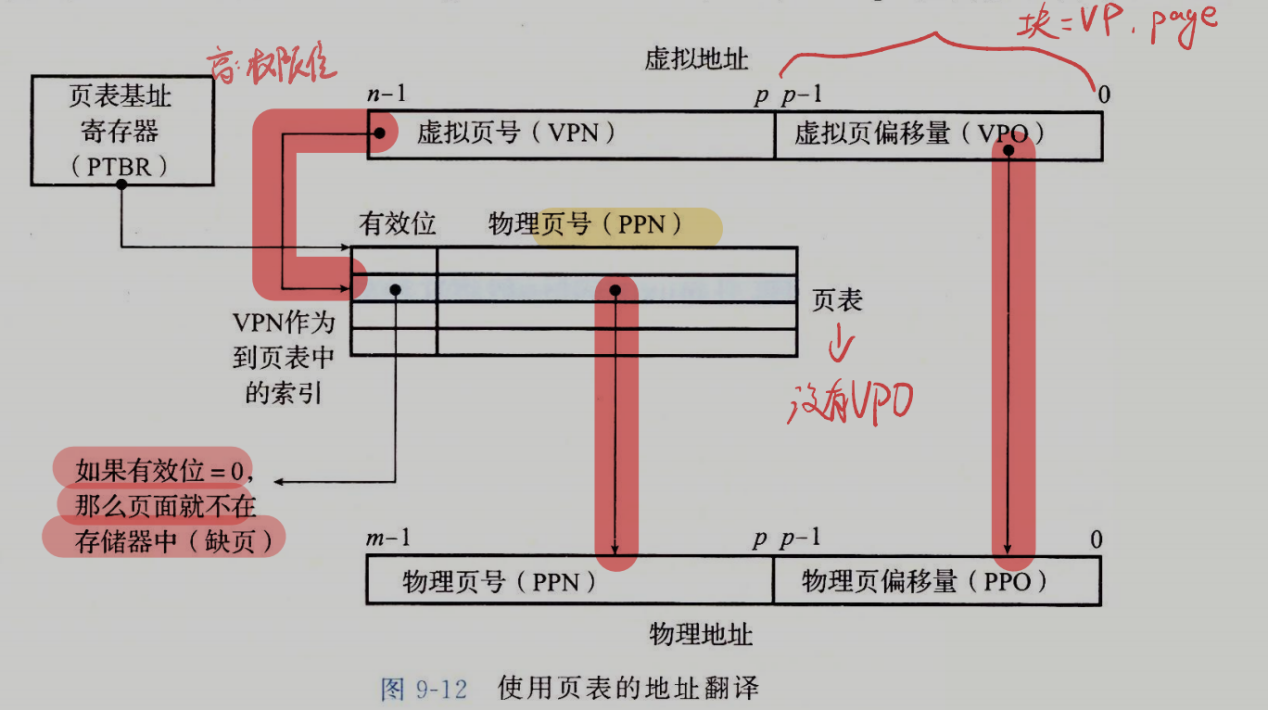 块=VP. page
高:权限位
虚拟地址
页表基址
寄存器
（PTBR）
n-1
p p-1
0
虚拟页号（VPN）
虚拟页偏移量（VPO）
有效位
物理页号（PPN）
页表
没有VPO
VPN作为
到页表中
的索引
如果有效位=0,
那么页面就不在
存储器中（缺页）
m-1
p p-1
0
物理页号（PPN）
物理页偏移量（PPO）
物理地址
图 9-12 使用页表的地址翻译